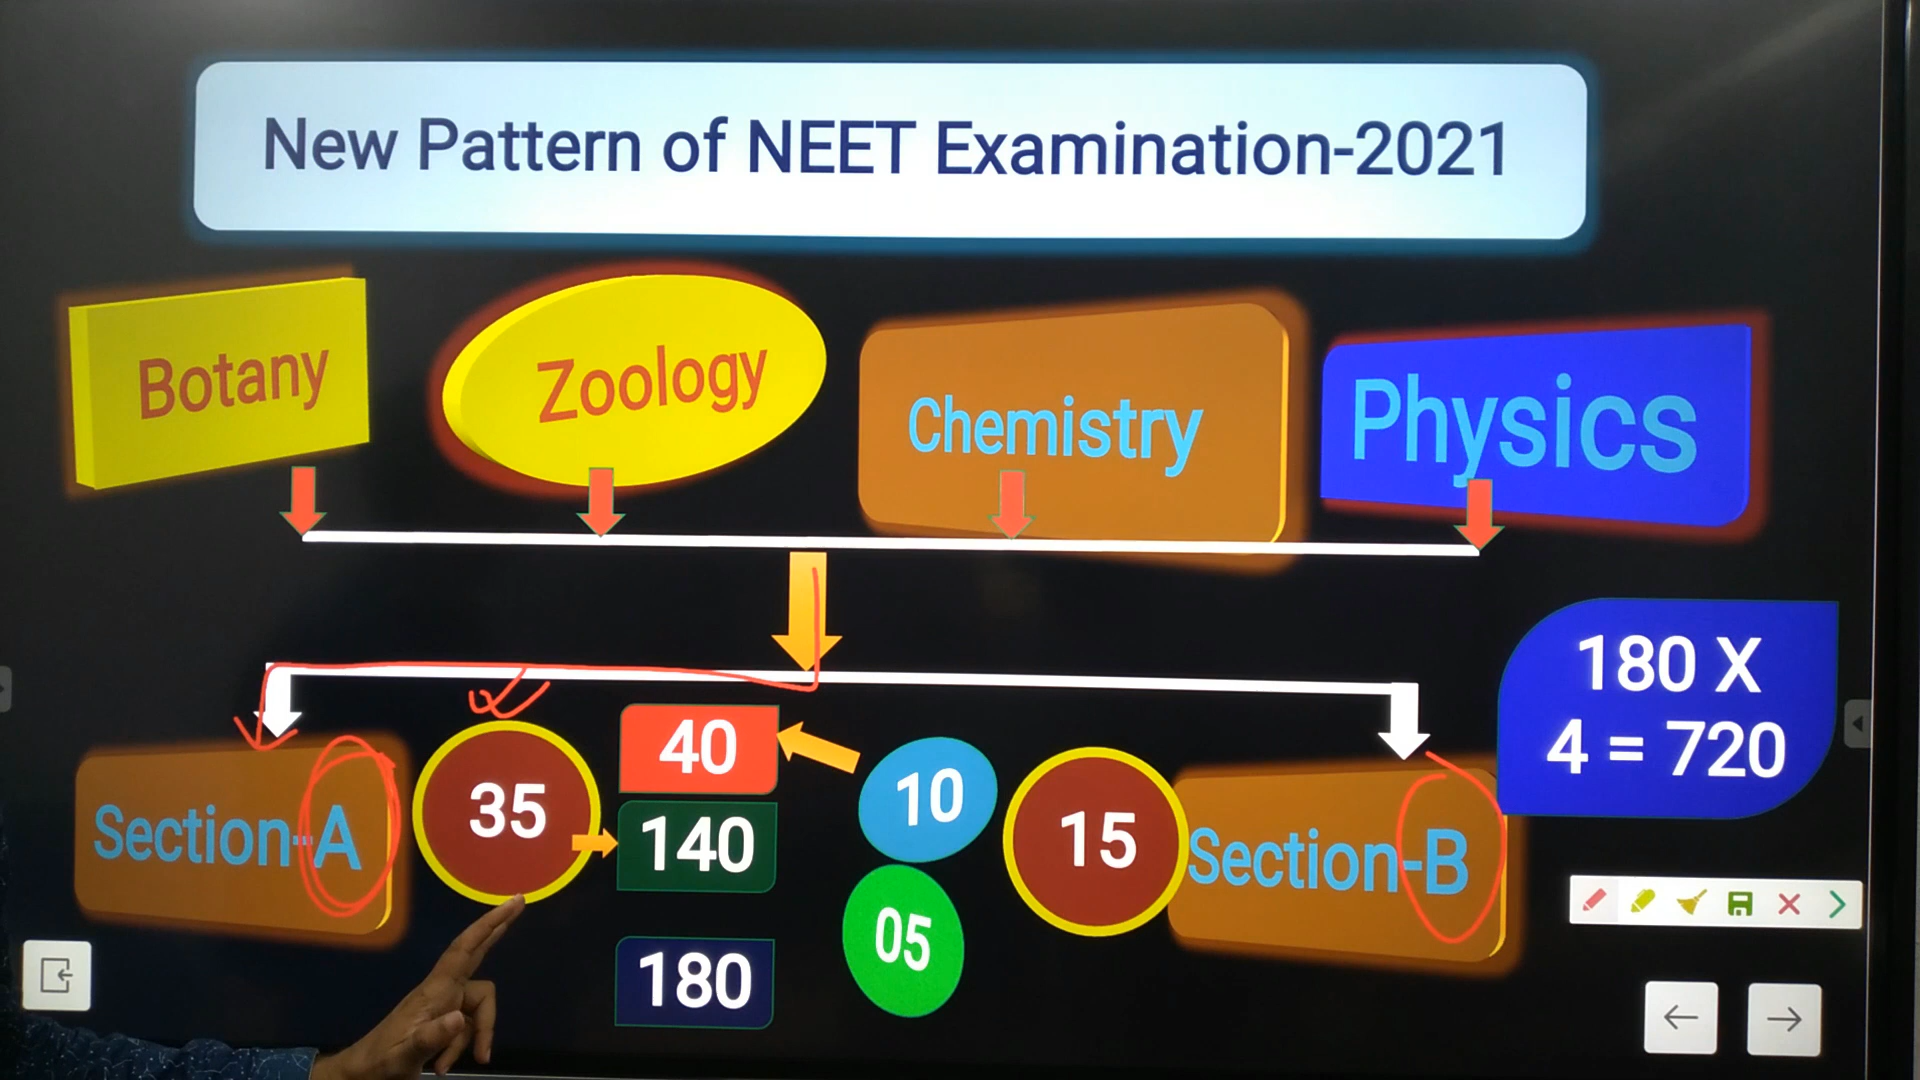 New Pattern of NEET Examination-2021
Botany
Zoology
Chemistry
Physics
180 X
4 = 720
Section-A
35
40
140
180
10
05
15
Section-B